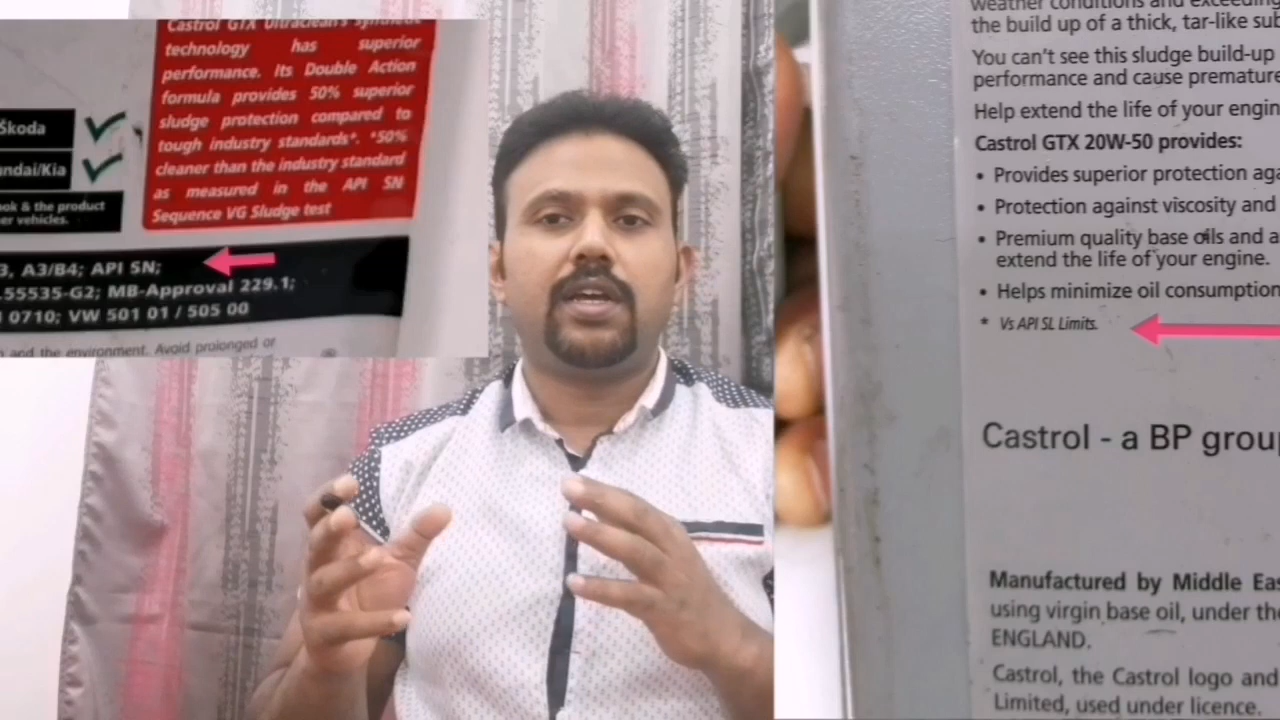 Castrol GTX Ultraclean's synthetic
technology has superior
performance. Its Double Action
formula provides 50% superior
sludge protection compared to
tough industry standards*. *50%
cleaner than the industry standard
as measured in the API SN
Sequence VG Sludge test
Škoda
ndai/Kia
ook & the product
er vehicles.
3, A3/B4; API SN;
.55535-G2; MB-Approval 229.1;
0710; VW 501 01 / 505 00
and the environment. Avoid prolonged or
weather conditions and exceeding
the build up of a thick, tar-like sub
You can't see this sludge build-up
performance and cause premature
Help extend the life of your engin
Castrol GTX 20W-50 provides:
• Provides superior protection aga
• Protection against viscosity and
• Premium quality base oils and a
extend the life of your engine.
• Helps minimize oil consumption
* Vs API SL Limits.
Castrol - a BP group
Manufactured by Middle Eas
using virgin base oil, under the
ENGLAND.
Castrol, the Castrol logo and
Limited, used under licence.